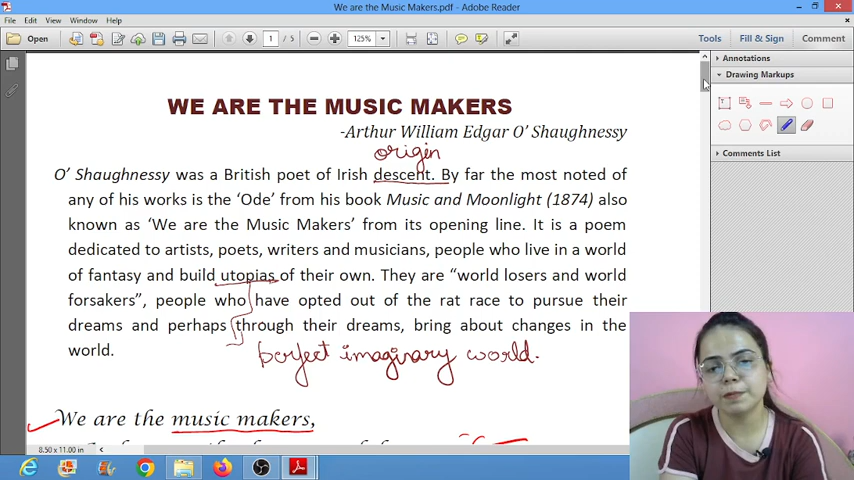 We are the Music Makers.pdf - Adobe Reader
File Edit View Window Help
Open 1 / 5 125% Tools Fill & Sign Comment
Annotations
Drawing Markups
Comments List
WE ARE THE MUSIC MAKERS
-Arthur William Edgar O’ Shaughnessy
origin
O’ Shaughnessy was a British poet of Irish descent. By far the most noted of
any of his works is the ‘Ode’ from his book Music and Moonlight (1874) also
known as ‘We are the Music Makers’ from its opening line. It is a poem
dedicated to artists, poets, writers and musicians, people who live in a world
of fantasy and build utopias of their own. They are “world losers and world
forsakers”, people who have opted out of the rat race to pursue their
dreams and perhaps through their dreams, bring about changes in the
world.
perfect imaginary world.
We are the music makers,
8.50 x 11.00 in